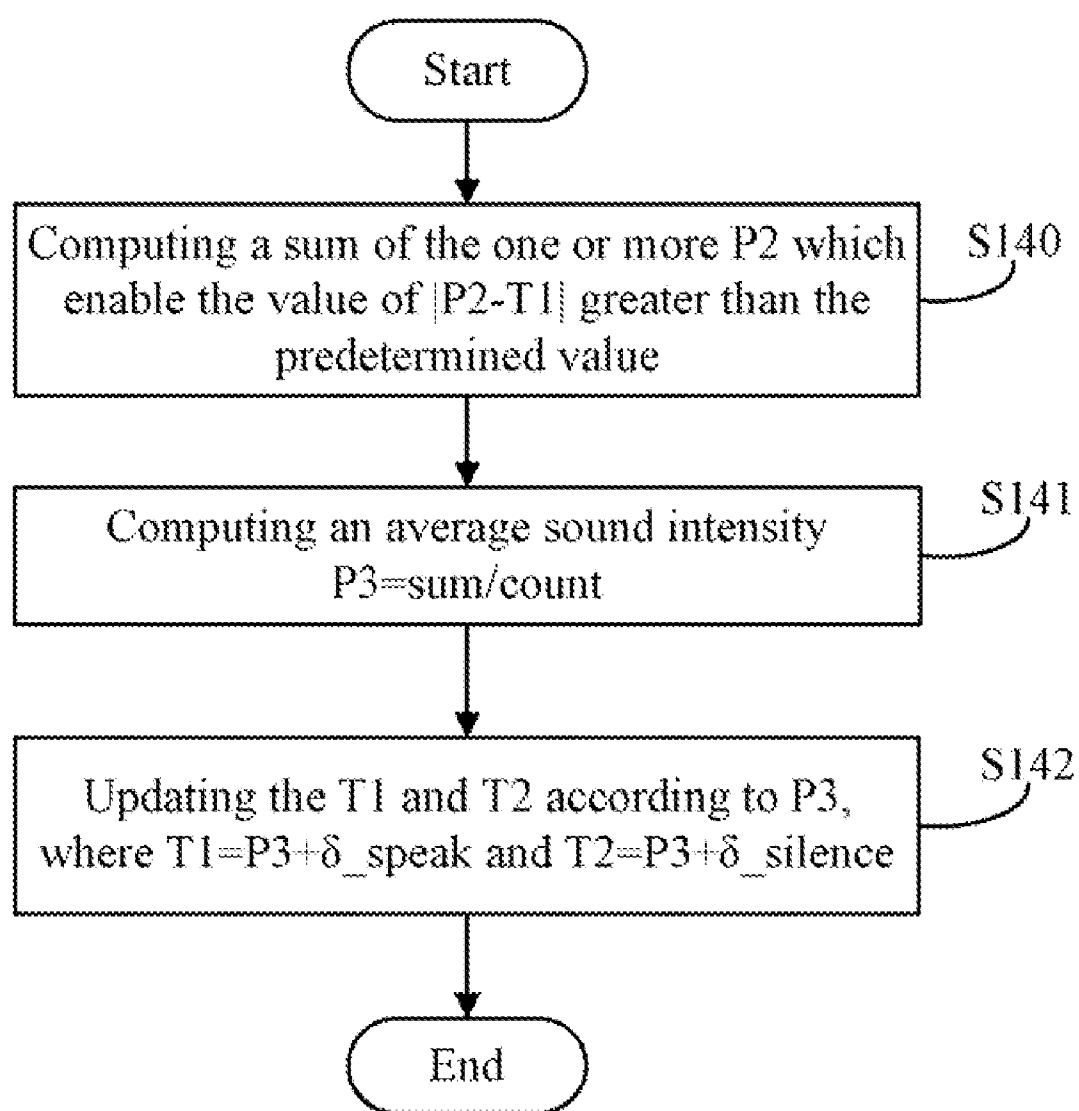 Start
Computing a sum of the one or more P2 which
enable the value of |P2-T1| greater than the
predetermined value
S140
Computing an average sound intensity
P3=sum/count
S141
Updating the T1 and T2 according to P3,
where T1=P3+δ_speak and T2=P3+δ_silence
S142
End